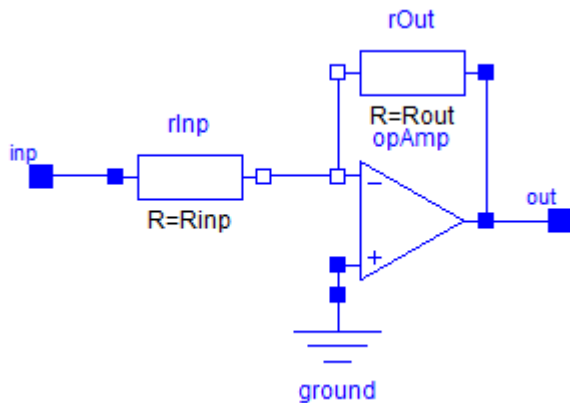 rOut
R=Rout
rInp
opAmp
inp
R=Rinp
−
+
out
ground